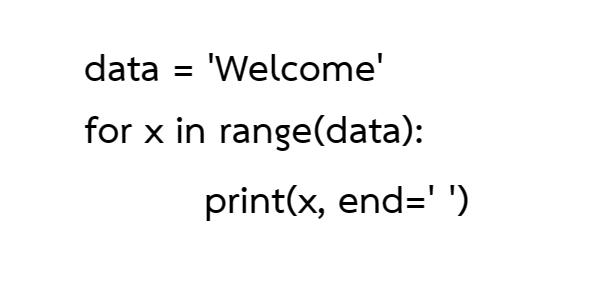 data = 'Welcome'
for x in range(data):
print(x, end=' ')